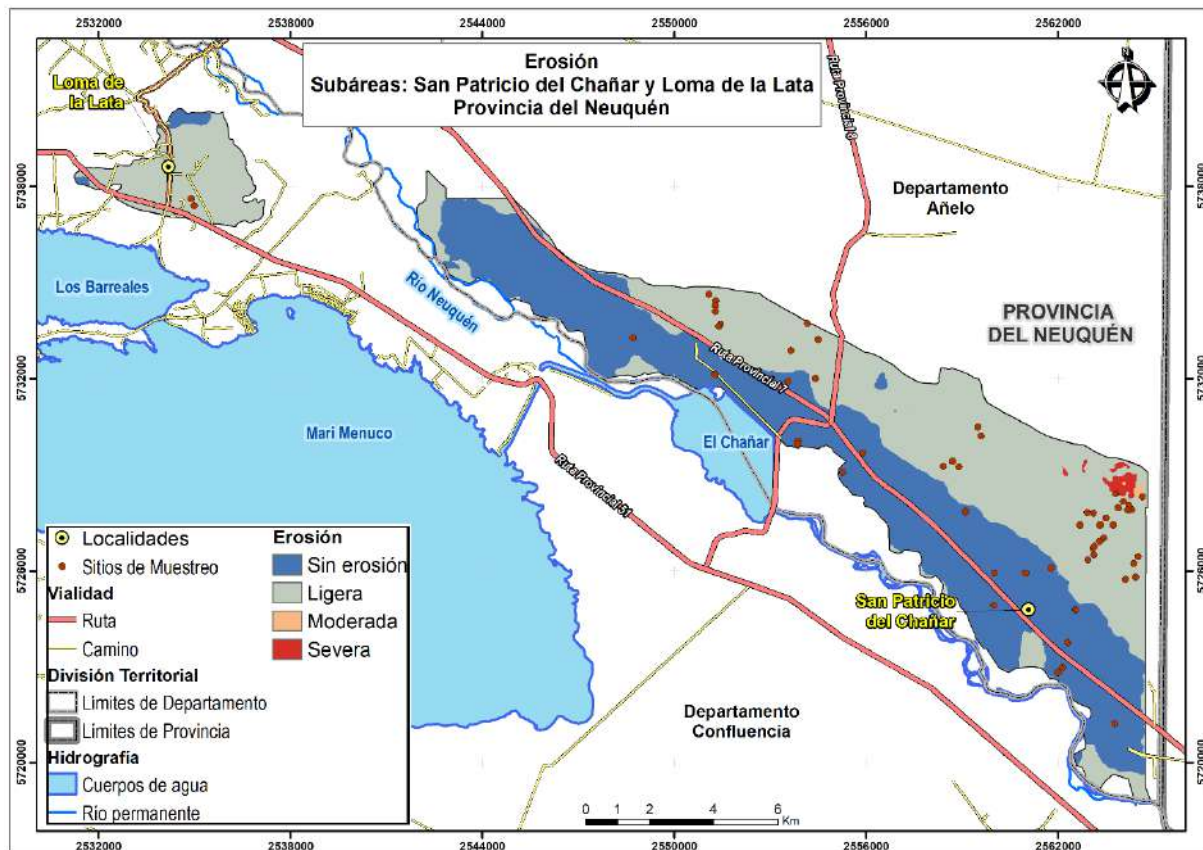 2532000 2538000 2544000 2550000 2556000 2562000
Erosión
Subáreas: San Patricio del Chañar y Loma de la Lata
Provincia del Neuquén
Loma de
la Lata
5738000
5738000
Departamento
Añelo
Los Barreales
Río Neuquén
PROVINCIA
DEL NEUQUÉN
Ruta Provincial 7
5732000
5732000
Mari Menuco
El Chañar
Ruta Provincial 51
Localidades
Sitios de Muestreo
Vialidad
Ruta
Camino
División Territorial
Limites de Departamento
Limites de Provincia
Hidrografía
Cuerpos de agua
Río permanente
Erosión
Sin erosión
Ligera
Moderada
Severa
5726000
5726000
San Patricio
del Chañar
Departamento
Confluencia
5720000
5720000
0 1 2 4 6
Km
2532000 2538000 2544000 2550000 2556000 2562000